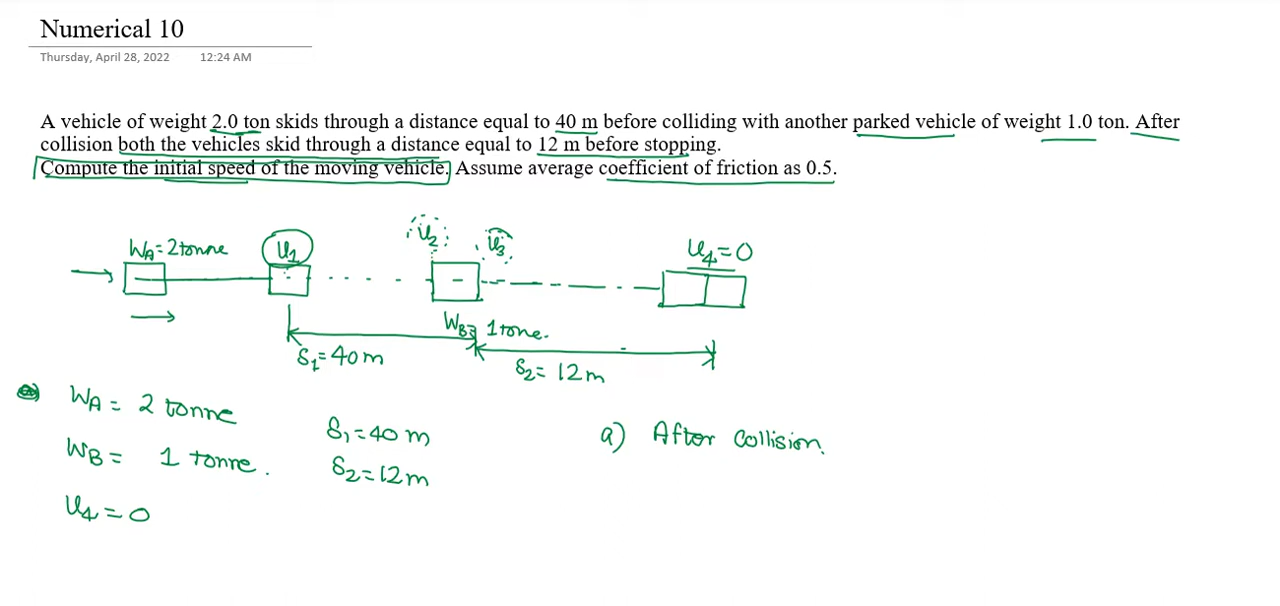 Numerical 10
Thursday, April 28, 2022 12:24 AM
A vehicle of weight 2.0 ton skids through a distance equal to 40 m before colliding with another parked vehicle of weight 1.0 ton. After
collision both the vehicles skid through a distance equal to 12 m before stopping.
Compute the initial speed of the moving vehicle. Assume average coefficient of friction as 0.5.
WA=2tonne u1 u2 u3 u4=0
WB= 1 tone.
S1=40m
S2= 12m
WA= 2 tonne
WB= 1 tonne.
u4=0
S1=40m
S2=12m
a) After Collision.